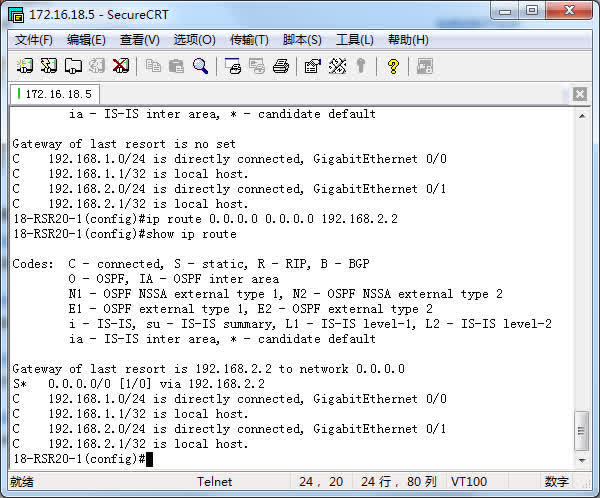 172.16.18.5 - SecureCRT
文件(F) 编辑(E) 查看(V) 选项(O) 传输(T) 脚本(S) 工具(L) 帮助(H)
172.16.18.5
ia - IS-IS inter area, * - candidate default
Gateway of last resort is no set
C    192.168.1.0/24 is directly connected, GigabitEthernet 0/0
C    192.168.1.1/32 is local host.
C    192.168.2.0/24 is directly connected, GigabitEthernet 0/1
C    192.168.2.1/32 is local host.
18-RSR20-1(config)#ip route 0.0.0.0 0.0.0.0 192.168.2.2
18-RSR20-1(config)#show ip route
Codes:  C - connected, S - static, R - RIP, B - BGP
O - OSPF, IA - OSPF inter area
N1 - OSPF NSSA external type 1, N2 - OSPF NSSA external type 2
E1 - OSPF external type 1, E2 - OSPF external type 2
i - IS-IS, su - IS-IS summary, L1 - IS-IS level-1, L2 - IS-IS level-2
ia - IS-IS inter area, * - candidate default
Gateway of last resort is 192.168.2.2 to network 0.0.0.0
S*   0.0.0.0/0 [1/0] via 192.168.2.2
C    192.168.1.0/24 is directly connected, GigabitEthernet 0/0
C    192.168.1.1/32 is local host.
C    192.168.2.0/24 is directly connected, GigabitEthernet 0/1
C    192.168.2.1/32 is local host.
18-RSR20-1(config)#
就绪 Telnet 24, 20 24 行, 80 列 VT100 数字